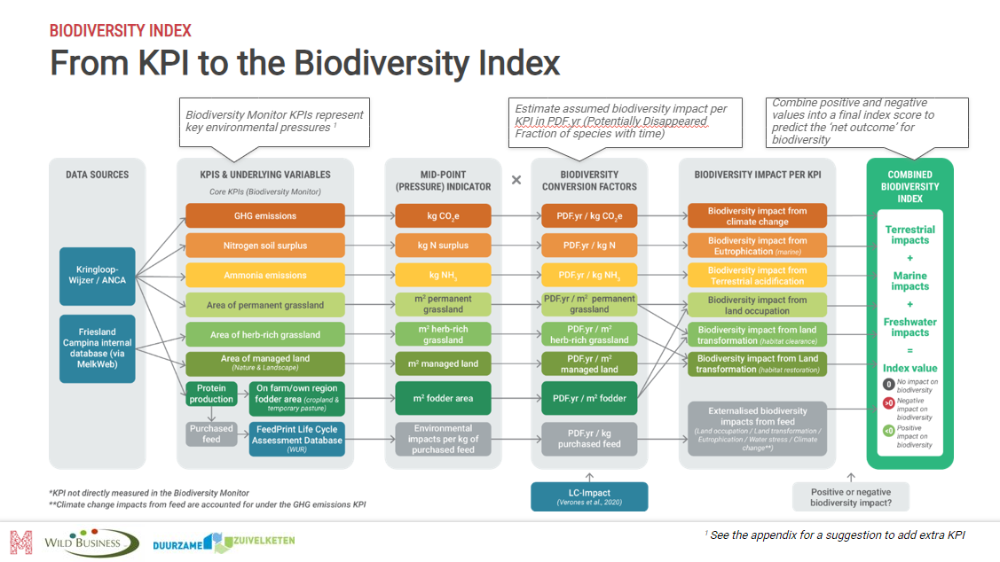 BIODIVERSITY INDEX
From KPI to the Biodiversity Index
Biodiversity Monitor KPIs represent
key environmental pressures ¹
Estimate assumed biodiversity impact per
KPI in PDF.yr (Potentially Disappeared
Fraction of species with time)
Combine positive and negative
values into a final index score to
predict the ‘net outcome’ for
biodiversity
DATA SOURCES
Kringloop-
Wijzer / ANCA
Friesland
Campina internal
database (via
MelkWeb)
KPIS & UNDERLYING VARIABLES
Core KPIs (Biodiversity Monitor)
GHG emissions
Nitrogen soil surplus
Ammonia emissions
Area of permanent grassland
Area of herb-rich grassland
Area of managed land
(Nature & Landscape)
Protein
production
On farm/own region
fodder area (cropland &
temporary pasture)
Purchased
feed
FeedPrint Life Cycle
Assessment Database
(WUR)
MID-POINT
(PRESSURE) INDICATOR
kg CO₂e
kg N surplus
kg NH₃
m² permanent
grassland
m² herb-rich
grassland
m² managed land
m² fodder area
Environmental
impacts per kg of
purchased feed
×
BIODIVERSITY
CONVERSION FACTORS
PDF.yr / kg CO₂e
PDF.yr / kg N
PDF.yr / kg NH₃
PDF.yr / m² permanent
grassland
PDF.yr / m²
herb-rich grassland
PDF.yr / m²
managed land
PDF.yr / m² fodder
PDF.yr / kg
purchased feed
LC-Impact
(Verones et al., 2020)
BIODIVERSITY IMPACT PER KPI
Biodiversity impact from
climate change
Biodiversity impact from
Eutrophication (marine)
Biodiversity impact from
Terrestrial acidification
Biodiversity impact from
land occupation
Biodiversity impact from land
transformation (habitat clearance)
Biodiversity impact from Land
transformation (habitat restoration)
Externalised biodiversity
impacts from feed
(Land occupation / Land transformation /
Eutrophication / Water stress / Climate
change**)
Positive or negative
biodiversity impact?
COMBINED
BIODIVERSITY
INDEX
Terrestrial
impacts
+
Marine
impacts
+
Freshwater
impacts
=
Index value
0 No impact on
biodiversity
>0 Negative
impact on
biodiversity
<0 Positive
impact on
biodiversity
*KPI not directly measured in the Biodiversity Monitor
**Climate change impacts from feed are accounted for under the GHG emissions KPI
M
WILD BUSINESS
DUURZAME ZUIVELKETEN
¹ See the appendix for a suggestion to add extra KPI